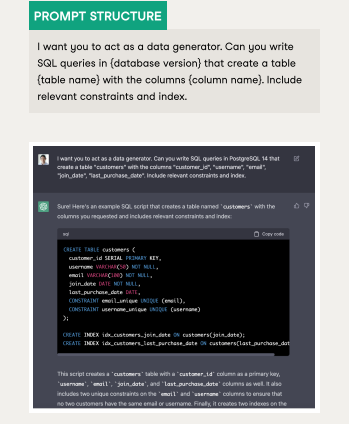 PROMPT STRUCTURE
I want you to act as a data generator. Can you write
SQL queries in {database version} that create a table
{table name} with the columns {column name}. Include
relevant constraints and index.
I want you to act as a data generator. Can you write SQL queries in PostgreSQL 14 that
create a table "customers" with the columns "customer_id", "username", "email",
"join_date", "last_purchase_date". Include relevant constraints and index.
Sure! Here's an example SQL script that creates a table named `customers` with the
columns you requested and includes relevant constraints and index:
sql Copy code
CREATE TABLE customers (
customer_id SERIAL PRIMARY KEY,
username VARCHAR(50) NOT NULL,
email VARCHAR(100) NOT NULL,
join_date DATE NOT NULL,
last_purchase_date DATE,
CONSTRAINT email_unique UNIQUE (email),
CONSTRAINT username_unique UNIQUE (username)
);
CREATE INDEX idx_customers_join_date ON customers(join_date);
CREATE INDEX idx_customers_last_purchase_date ON customers(last_purchase_dat
This script creates a `customers` table with a `customer_id` column as a primary key,
`username`, `email`, `join_date`, and `last_purchase_date` columns as well. It also
includes two unique constraints on the `email` and `username` columns to ensure that
no two customers have the same email or username. Finally, it creates two indexes on the